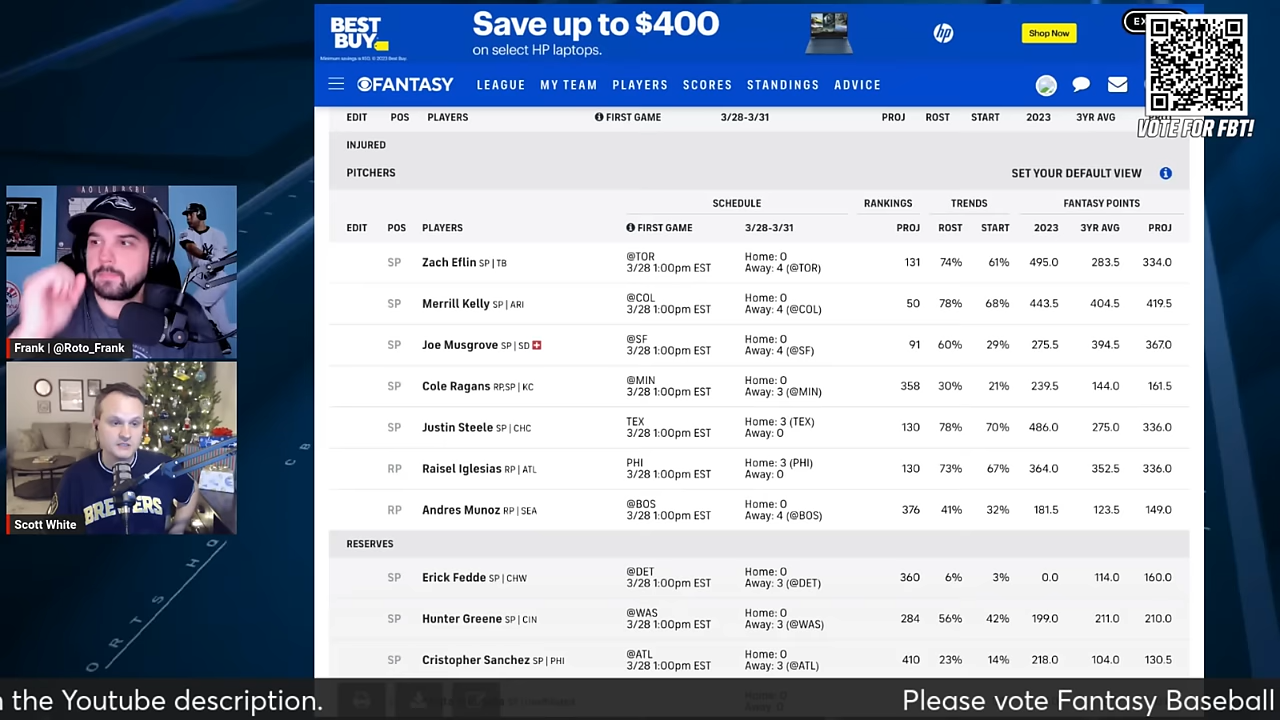 BEST BUY
Minimum savings is $50. © 2023 Best Buy
Save up to $400
on select HP laptops.
hp
Shop Now
FANTASY
LEAGUE MY TEAM PLAYERS SCORES STANDINGS ADVICE
VOTE FOR FBT!
EDIT POS PLAYERS FIRST GAME 3/28-3/31 PROJ ROST START 2023 3YR AVG
INJURED
PITCHERS SET YOUR DEFAULT VIEW
SCHEDULE RANKINGS TRENDS FANTASY POINTS
EDIT POS PLAYERS FIRST GAME 3/28-3/31 PROJ ROST START 2023 3YR AVG PROJ
SP Zach Eflin SP | TB @TOR 3/28 1:00pm EST Home: 0 Away: 4 (@TOR) 131 74% 61% 495.0 283.5 334.0
SP Merrill Kelly SP | ARI @COL 3/28 1:00pm EST Home: 0 Away: 4 (@COL) 50 78% 68% 443.5 404.5 419.5
SP Joe Musgrove SP | SD @SF 3/28 1:00pm EST Home: 0 Away: 4 (@SF) 91 60% 29% 275.5 394.5 367.0
SP Cole Ragans RP,SP | KC @MIN 3/28 1:00pm EST Home: 0 Away: 3 (@MIN) 358 30% 21% 239.5 144.0 161.5
SP Justin Steele SP | CHC TEX 3/28 1:00pm EST Home: 3 (TEX) Away: 0 130 78% 70% 486.0 275.0 336.0
RP Raisel Iglesias RP | ATL PHI 3/28 1:00pm EST Home: 3 (PHI) Away: 0 130 73% 67% 364.0 352.5 336.0
RP Andres Munoz RP | SEA @BOS 3/28 1:00pm EST Home: 0 Away: 4 (@BOS) 376 41% 32% 181.5 123.5 149.0
RESERVES
SP Erick Fedde SP | CHW @DET 3/28 1:00pm EST Home: 0 Away: 3 (@DET) 360 6% 3% 0.0 114.0 160.0
SP Hunter Greene SP | CIN @WAS 3/28 1:00pm EST Home: 0 Away: 3 (@WAS) 284 56% 42% 199.0 211.0 210.0
SP Cristopher Sanchez SP | PHI @ATL 3/28 1:00pm EST Home: 0 Away: 3 (@ATL) 410 23% 14% 218.0 104.0 130.5
Frank | @Roto_Frank
BREWERS
Scott White
n the Youtube description. Please vote Fantasy Baseball